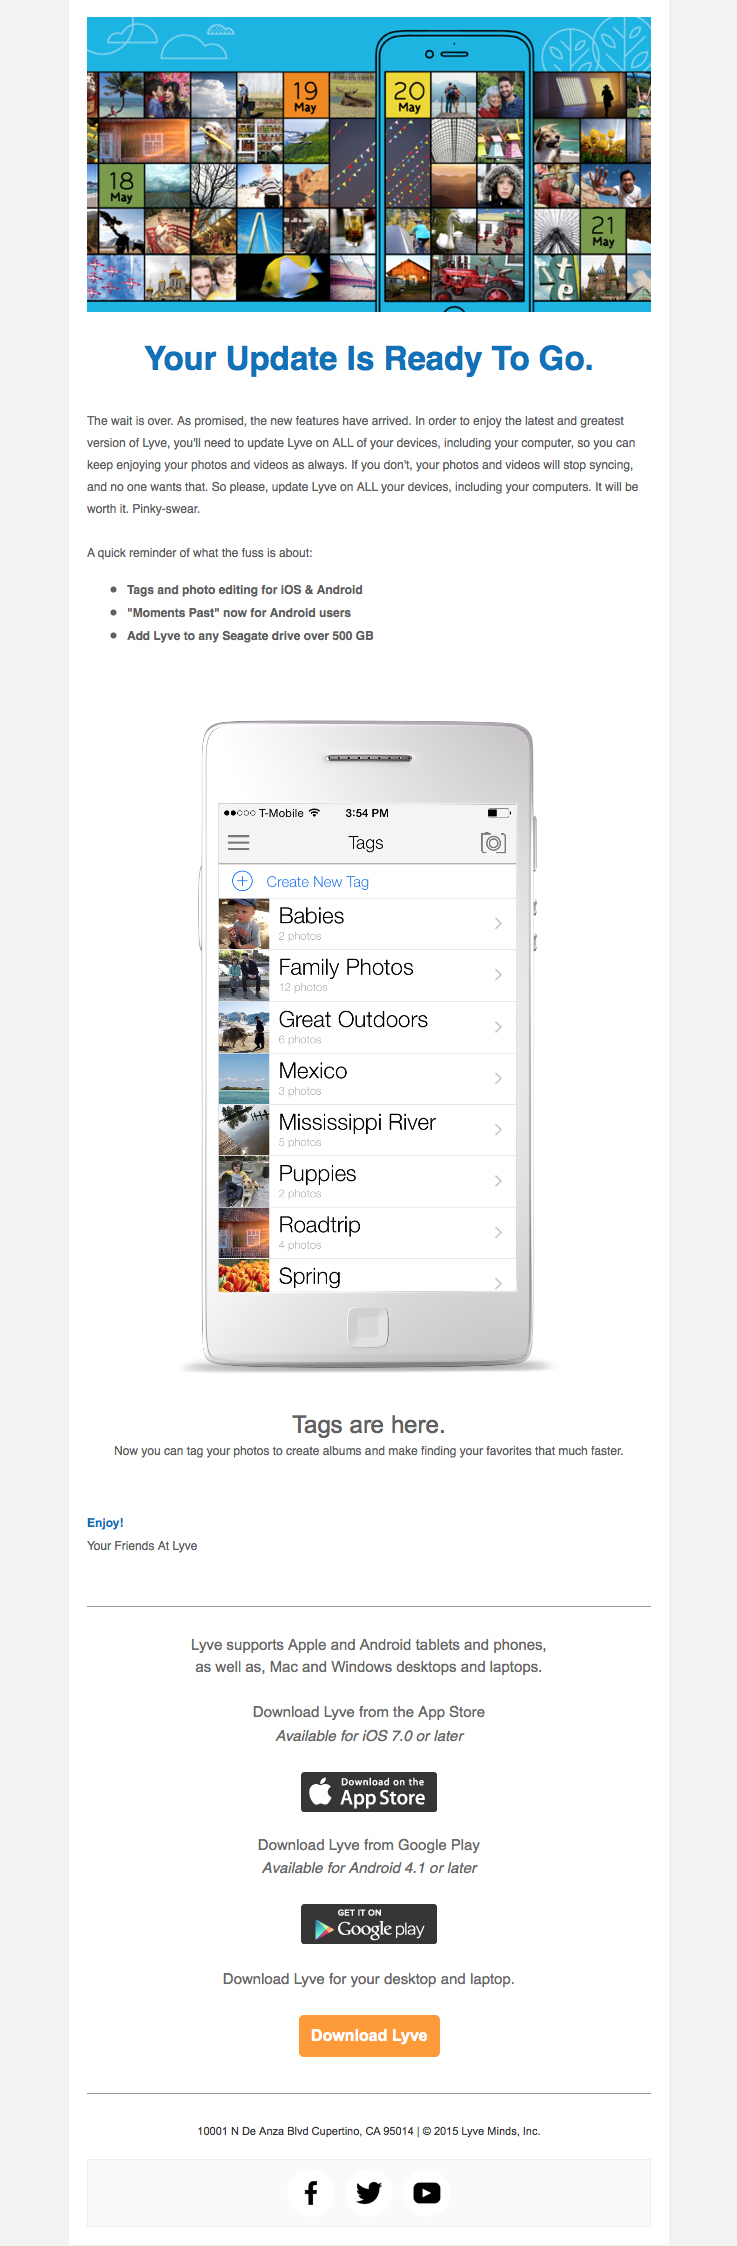 19
May
20
May
18
May
21
May
Your Update Is Ready To Go.
The wait is over. As promised, the new features have arrived. In order to enjoy the latest and greatest
version of Lyve, you'll need to update Lyve on ALL of your devices, including your computer, so you can
keep enjoying your photos and videos as always. If you don't, your photos and videos will stop syncing,
and no one wants that. So please, update Lyve on ALL your devices, including your computers. It will be
worth it. Pinky-swear.
A quick reminder of what the fuss is about:
Tags and photo editing for iOS & Android
"Moments Past" now for Android users
Add Lyve to any Seagate drive over 500 GB
T-Mobile 3:54 PM
Tags
Create New Tag
Babies
2 photos
Family Photos
12 photos
Great Outdoors
6 photos
Mexico
3 photos
Mississippi River
5 photos
Puppies
2 photos
Roadtrip
4 photos
Spring
Tags are here.
Now you can tag your photos to create albums and make finding your favorites that much faster.
Enjoy!
Your Friends At Lyve
Lyve supports Apple and Android tablets and phones,
as well as, Mac and Windows desktops and laptops.
Download Lyve from the App Store
Available for iOS 7.0 or later
Download on the
App Store
Download Lyve from Google Play
Available for Android 4.1 or later
GET IT ON
Google play
Download Lyve for your desktop and laptop.
Download Lyve
10001 N De Anza Blvd Cupertino, CA 95014 | © 2015 Lyve Minds, Inc.